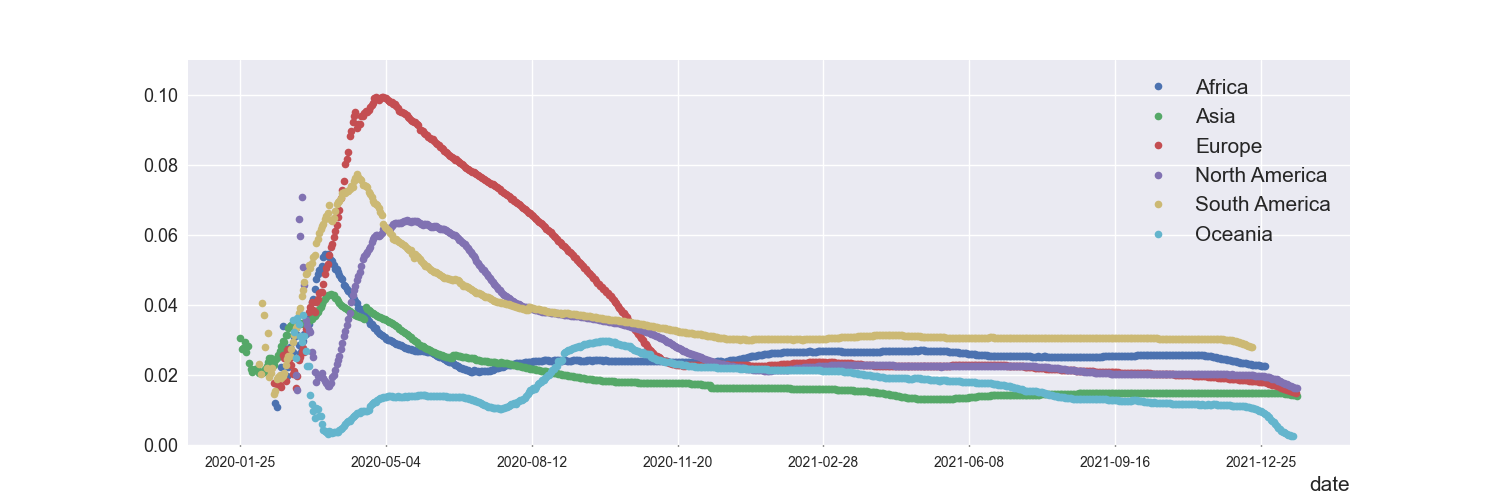 0.10
0.08
0.06
0.04
0.02
0.00
Africa
Asia
Europe
North America
South America
Oceania
2020-01-25
2020-05-04
2020-08-12
2020-11-20
2021-02-28
2021-06-08
2021-09-16
2021-12-25
date